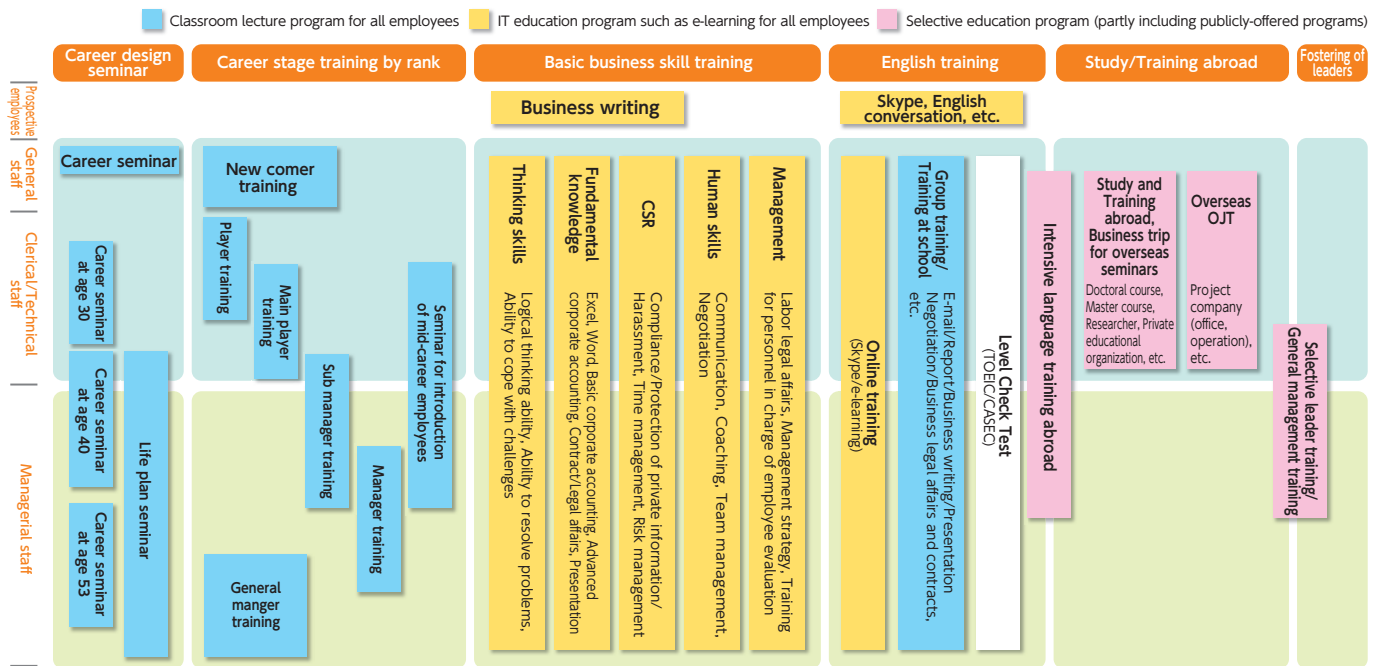 Classroom lecture program for all employees
IT education program such as e-learning for all employees
Selective education program (partly including publicly-offered programs)
Career design
seminar
Career stage training by rank
Basic business skill training
English training
Study/Training abroad
Fostering of
leaders
Prospective
employees
General
staff
Clerical/Technical
staff
Managerial staff
Business writing
Skype, English
conversation, etc.
Career seminar
Career seminar
at age 30
Career seminar
at age 40
Career seminar
at age 53
Life plan seminar
New comer
training
Player training
Main player
training
Sub manager
training
Manager training
Seminar for introduction
of mid-career employees
General
manger
training
Thinking skills
Logical thinking ability, Ability to resolve problems,
Ability to cope with challenges
Fundamental
knowledge
Excel, Word, Basic corporate accounting, Advanced
corporate accounting, Contract/Legal affairs, Presentation
CSR
Compliance/Protection of private information/
Harassment, Time management, Risk management
Human skills
Communication, Coaching, Team management,
Negotiation
Management
Labor legal affairs, Management strategy, Training
for personnel in charge of employee evaluation
Online training
(Skype/e-learning)
Group training/
Training at school
E-mail/Report/Business writing/Presentation
Negotiation/Business legal affairs and contracts,
etc.
Level Check Test
(TOEIC/CASEC)
Intensive language training abroad
Study and
Training
abroad,
Business trip
for overseas
seminars
Doctoral course,
Master course,
Researcher, Private
educational
organization, etc.
Overseas
OJT
Project
company
(office,
operation),
etc.
Selective leader training/
General management training